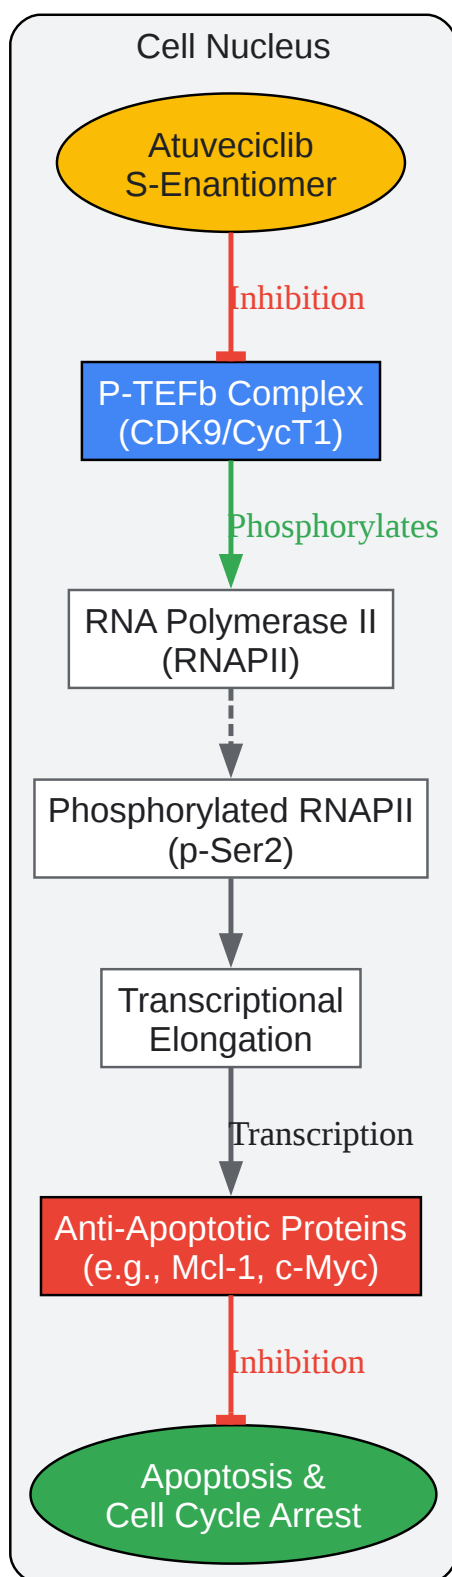 Cell Nucleus
Atuveciclib
S-Enantiomer
Inhibition
P-TEFb Complex
(CDK9/CycT1)
Phosphorylates
RNA Polymerase II
(RNAPII)
Phosphorylated RNAPII
(p-Ser2)
Transcriptional
Elongation
Transcription
Anti-Apoptotic Proteins
(e.g., Mcl-1, c-Myc)
Inhibition
Apoptosis &
Cell Cycle Arrest